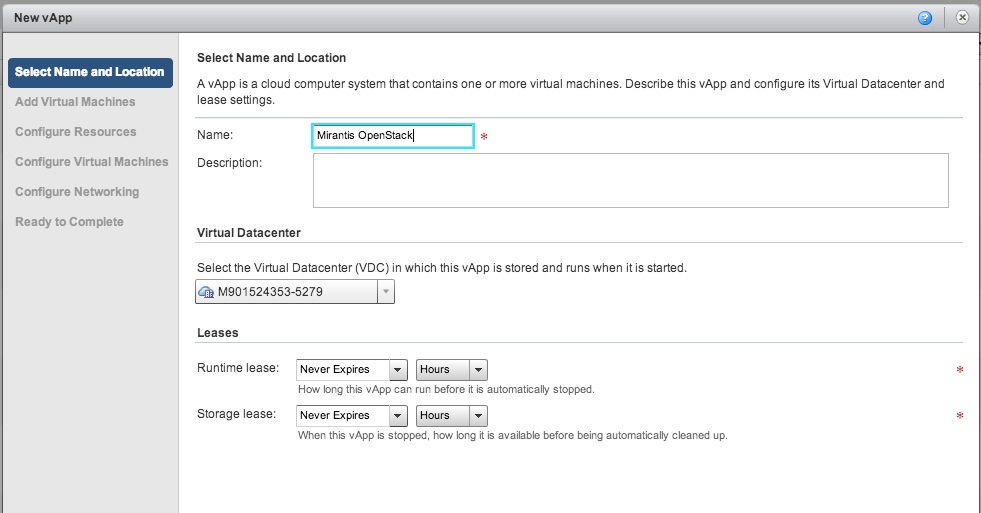 New vApp
Select Name and Location
Add Virtual Machines
Configure Resources
Configure Virtual Machines
Configure Networking
Ready to Complete
Select Name and Location
A vApp is a cloud computer system that contains one or more virtual machines. Describe this vApp and configure its Virtual Datacenter and
lease settings.
Name: Mirantis OpenStack *
Description:
Virtual Datacenter
Select the Virtual Datacenter (VDC) in which this vApp is stored and runs when it is started.
M901524353-5279
Leases
Runtime lease: Never Expires Hours *
How long this vApp can run before it is automatically stopped.
Storage lease: Never Expires Hours *
When this vApp is stopped, how long it is available before being automatically cleaned up.